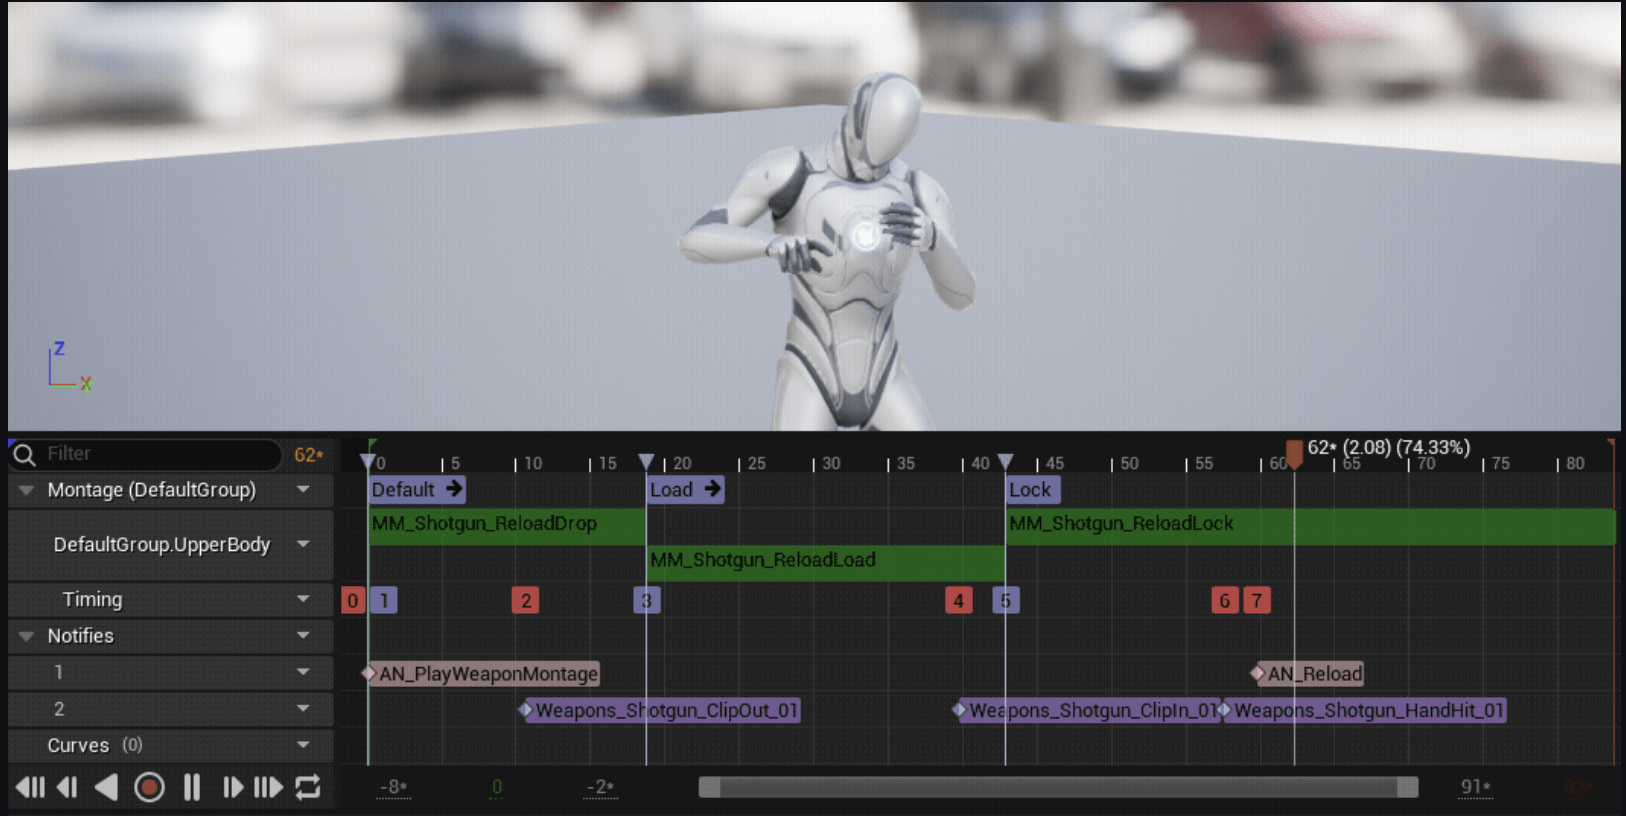 Z
X
Filter
62*
62* (2.08) (74.33%)
0 5 10 15 20 25 30 35 40 45 50 55 60 65 70 75 80
Montage (DefaultGroup)
Default
Load
Lock
MM_Shotgun_ReloadDrop
MM_Shotgun_ReloadLock
DefaultGroup.UpperBody
MM_Shotgun_ReloadLoad
Timing
0 1 2 3 4 5 6 7
Notifies
1
AN_PlayWeaponMontage
AN_Reload
2
Weapons_Shotgun_ClipOut_01
Weapons_Shotgun_ClipIn_01
Weapons_Shotgun_HandHit_01
Curves (0)
-8*
0
-2*
91*